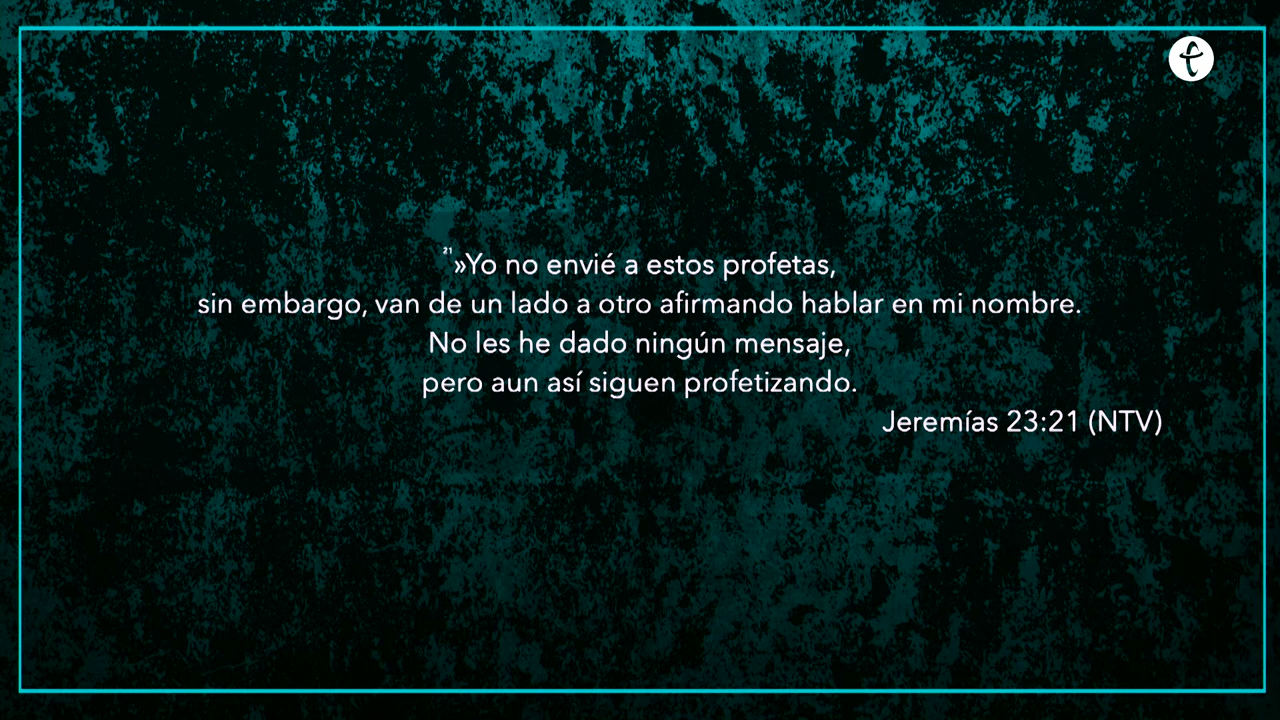 ²¹»Yo no envié a estos profetas,
sin embargo, van de un lado a otro afirmando hablar en mi nombre.
No les he dado ningún mensaje,
pero aun así siguen profetizando.
Jeremías 23:21 (NTV)